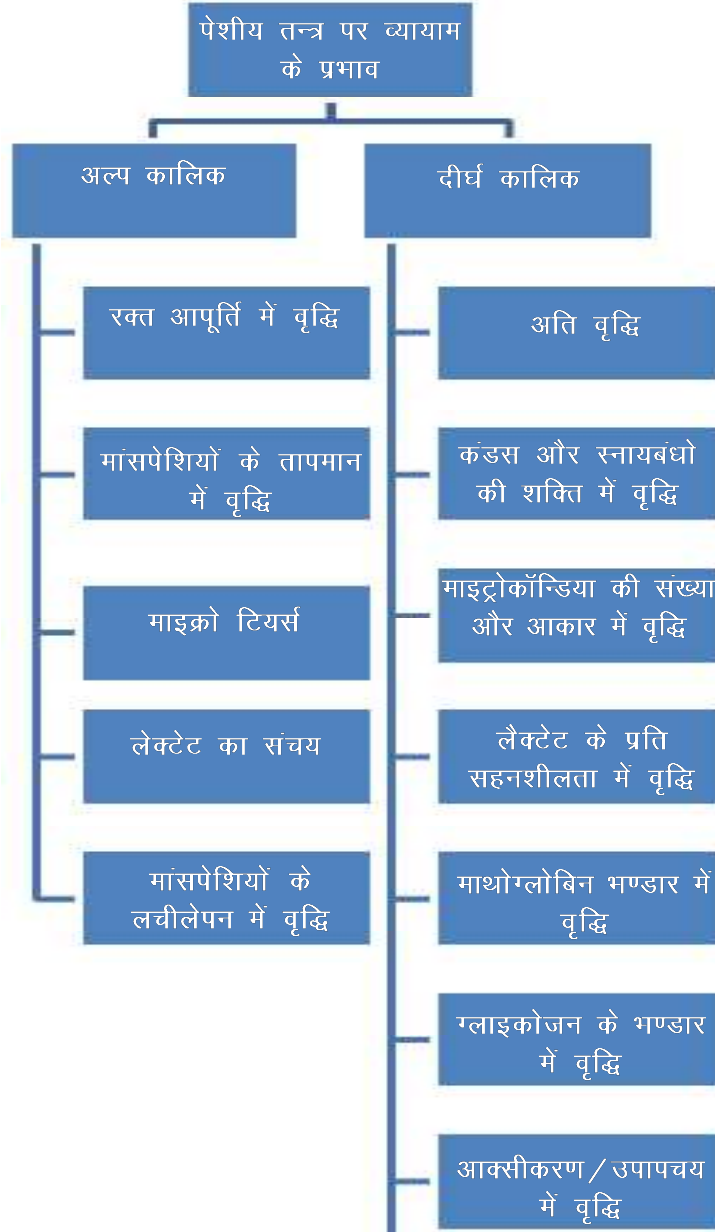 पेशीय तन्त्र पर व्यायाम
के प्रभाव
अल्प कालिक
दीर्घ कालिक
रक्त आपूर्ति में वृद्धि
मांसपेशियों के तापमान
में वृद्धि
माइक्रो टियर्स
लेक्टेट का संचय
मांसपेशियों के
लचीलेपन में वृद्धि
अति वृद्धि
कंडस और स्नायबंधो
की शक्ति में वृद्धि
माइट्रोकॉन्डिया की संख्या
और आकार में वृद्धि
लैक्टेट के प्रति
सहनशीलता में वृद्धि
माथोग्लोबिन भण्डार में
वृद्धि
ग्लाइकोजन के भण्डार
में वृद्धि
आक्सीकरण/उपापचय
में वृद्धि